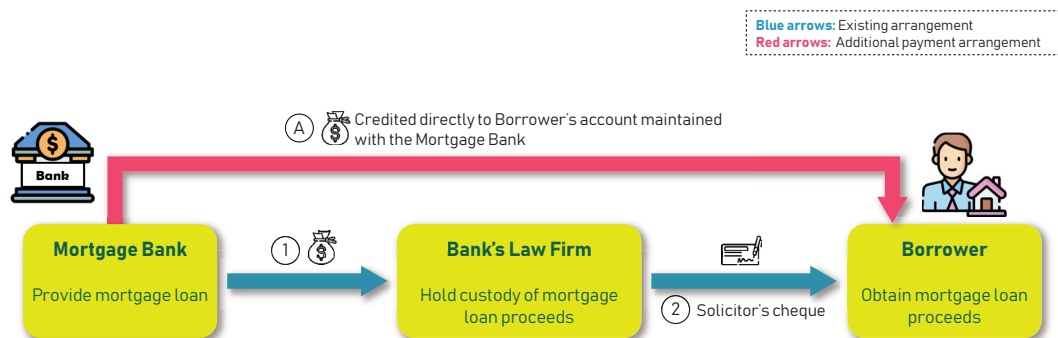 Blue arrows: Existing arrangement
Red arrows: Additional payment arrangement
A
$
Credited directly to Borrower's account maintained
with the Mortgage Bank
$
Bank
Mortgage Bank
Provide mortgage loan
1
$
Bank's Law Firm
Hold custody of mortgage
loan proceeds
2
Solicitor's cheque
Borrower
Obtain mortgage loan
proceeds